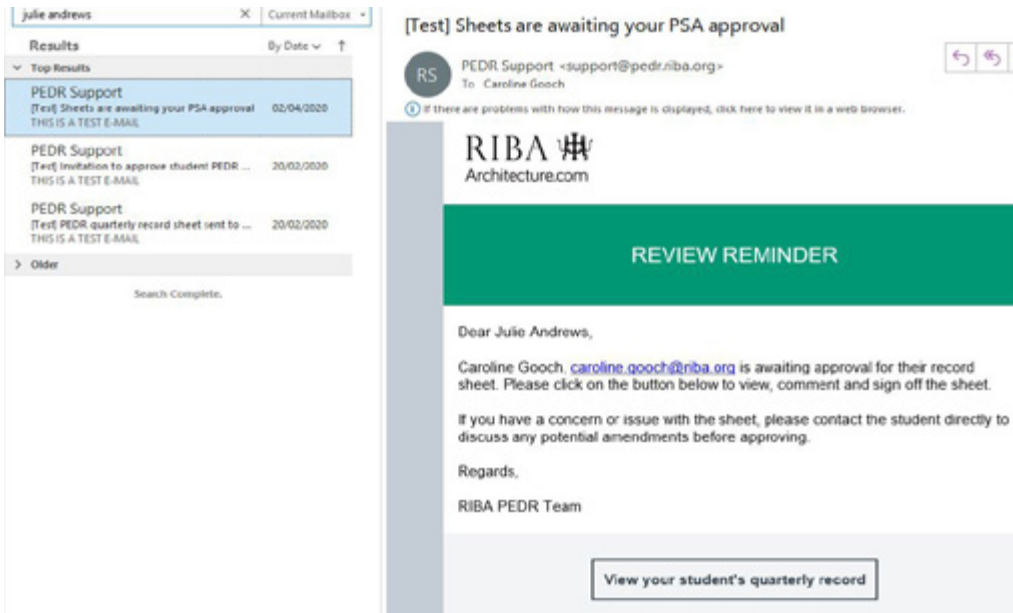 julie andrews
Current Mailbox
Results
By Date
Top Results
PEDR Support
[Test] Sheets are awaiting your PSA approval 02/04/2020
THIS IS A TEST E-MAIL
PEDR Support
[Test] Invitation to approve student PEDR ... 20/02/2020
THIS IS A TEST E-MAIL
PEDR Support
[Test] PEDR quarterly record sheet sent to ... 20/02/2020
THIS IS A TEST E-MAIL
Older
Search Complete.
[Test] Sheets are awaiting your PSA approval
RS
PEDR Support <support@pedr.riba.org>
To Caroline Gooch
If there are problems with how this message is displayed, click here to view it in a web browser.
RIBA
Architecture.com
REVIEW REMINDER
Dear Julie Andrews,
Caroline Gooch, caroline.gooch@riba.org is awaiting approval for their record
sheet. Please click on the button below to view, comment and sign off the sheet.
If you have a concern or issue with the sheet, please contact the student directly to
discuss any potential amendments before approving.
Regards,
RIBA PEDR Team
View your student's quarterly record